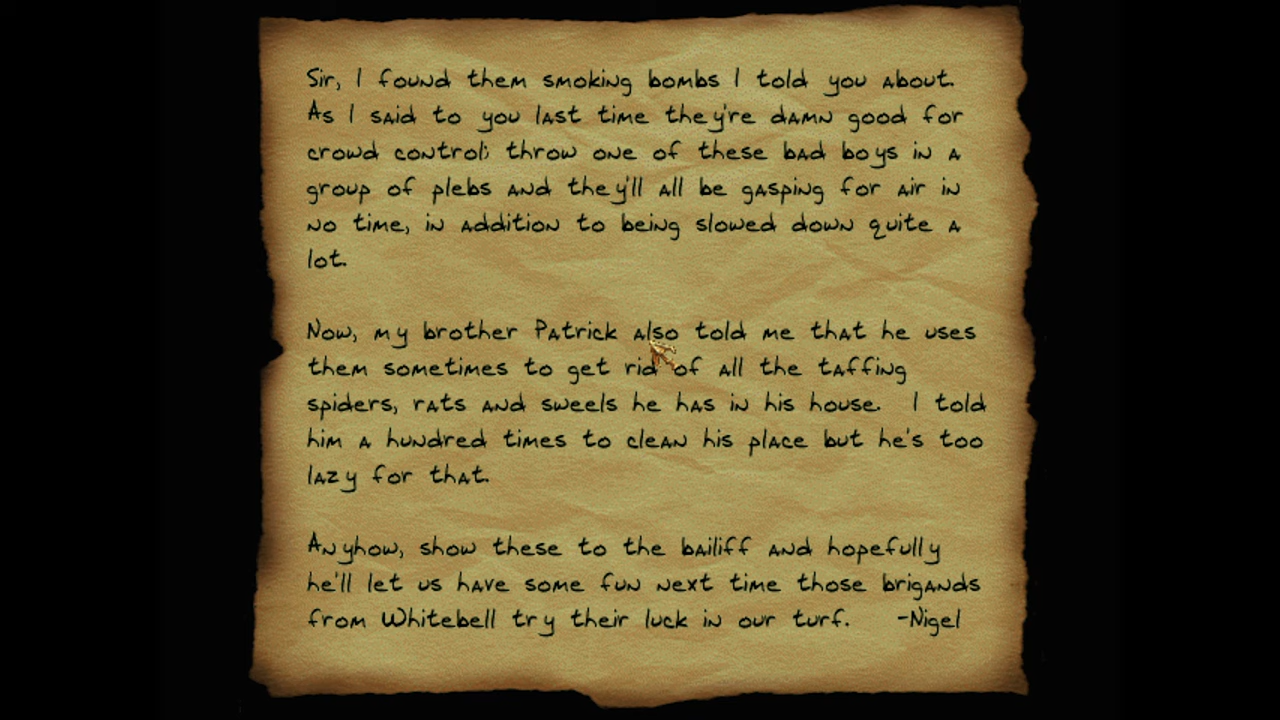 Sir, I found them smoking bombs I told you about.
As I said to you last time they're damn good for
crowd control; throw one of these bad boys in a
group of plebs and they'll all be gasping for air in
no time, in addition to being slowed down quite a
lot.
Now, my brother Patrick also told me that he uses
them sometimes to get rid of all the taffing
spiders, rats and sweels he has in his house. I told
him a hundred times to clean his place but he's too
lazy for that.
Anyhow, show these to the bailiff and hopefully
he'll let us have some fun next time those brigands
from Whitebell try their luck in our turf. -Nigel